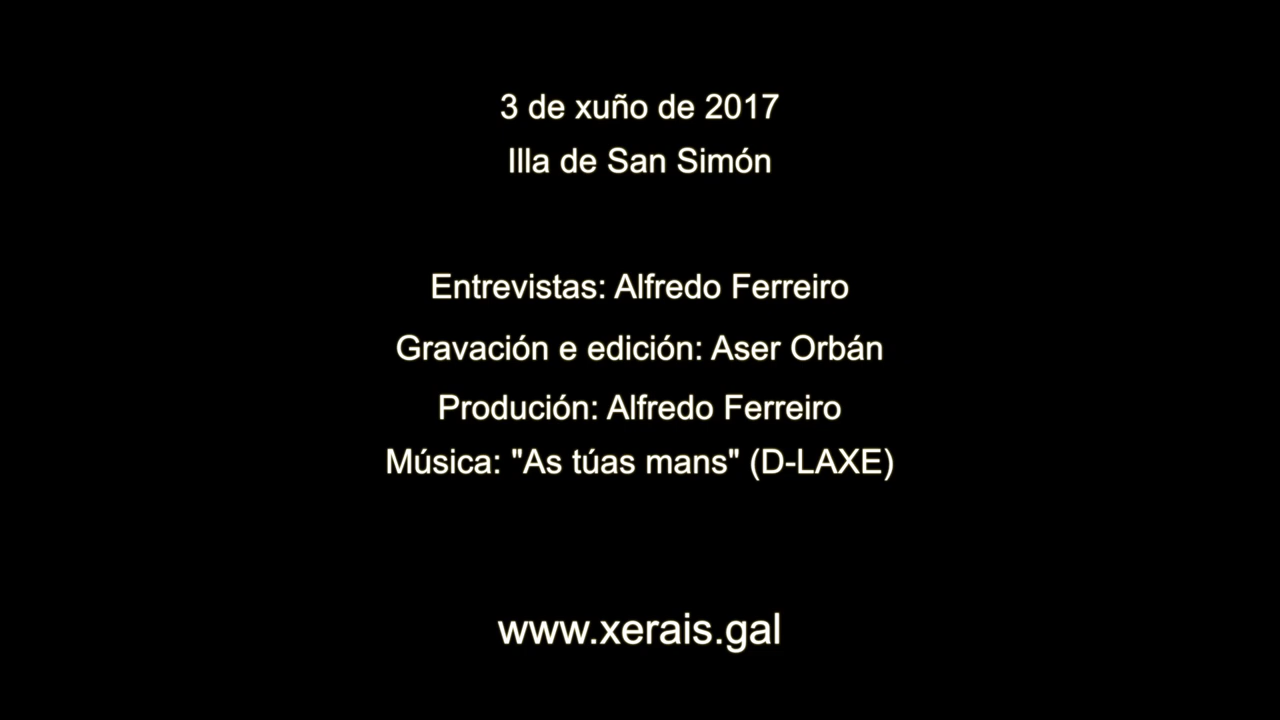 3 de xuño de 2017
Illa de San Simón
Entrevistas: Alfredo Ferreiro
Gravación e edición: Aser Orbán
Produción: Alfredo Ferreiro
Música: "As túas mans" (D-LAXE)
www.xerais.gal